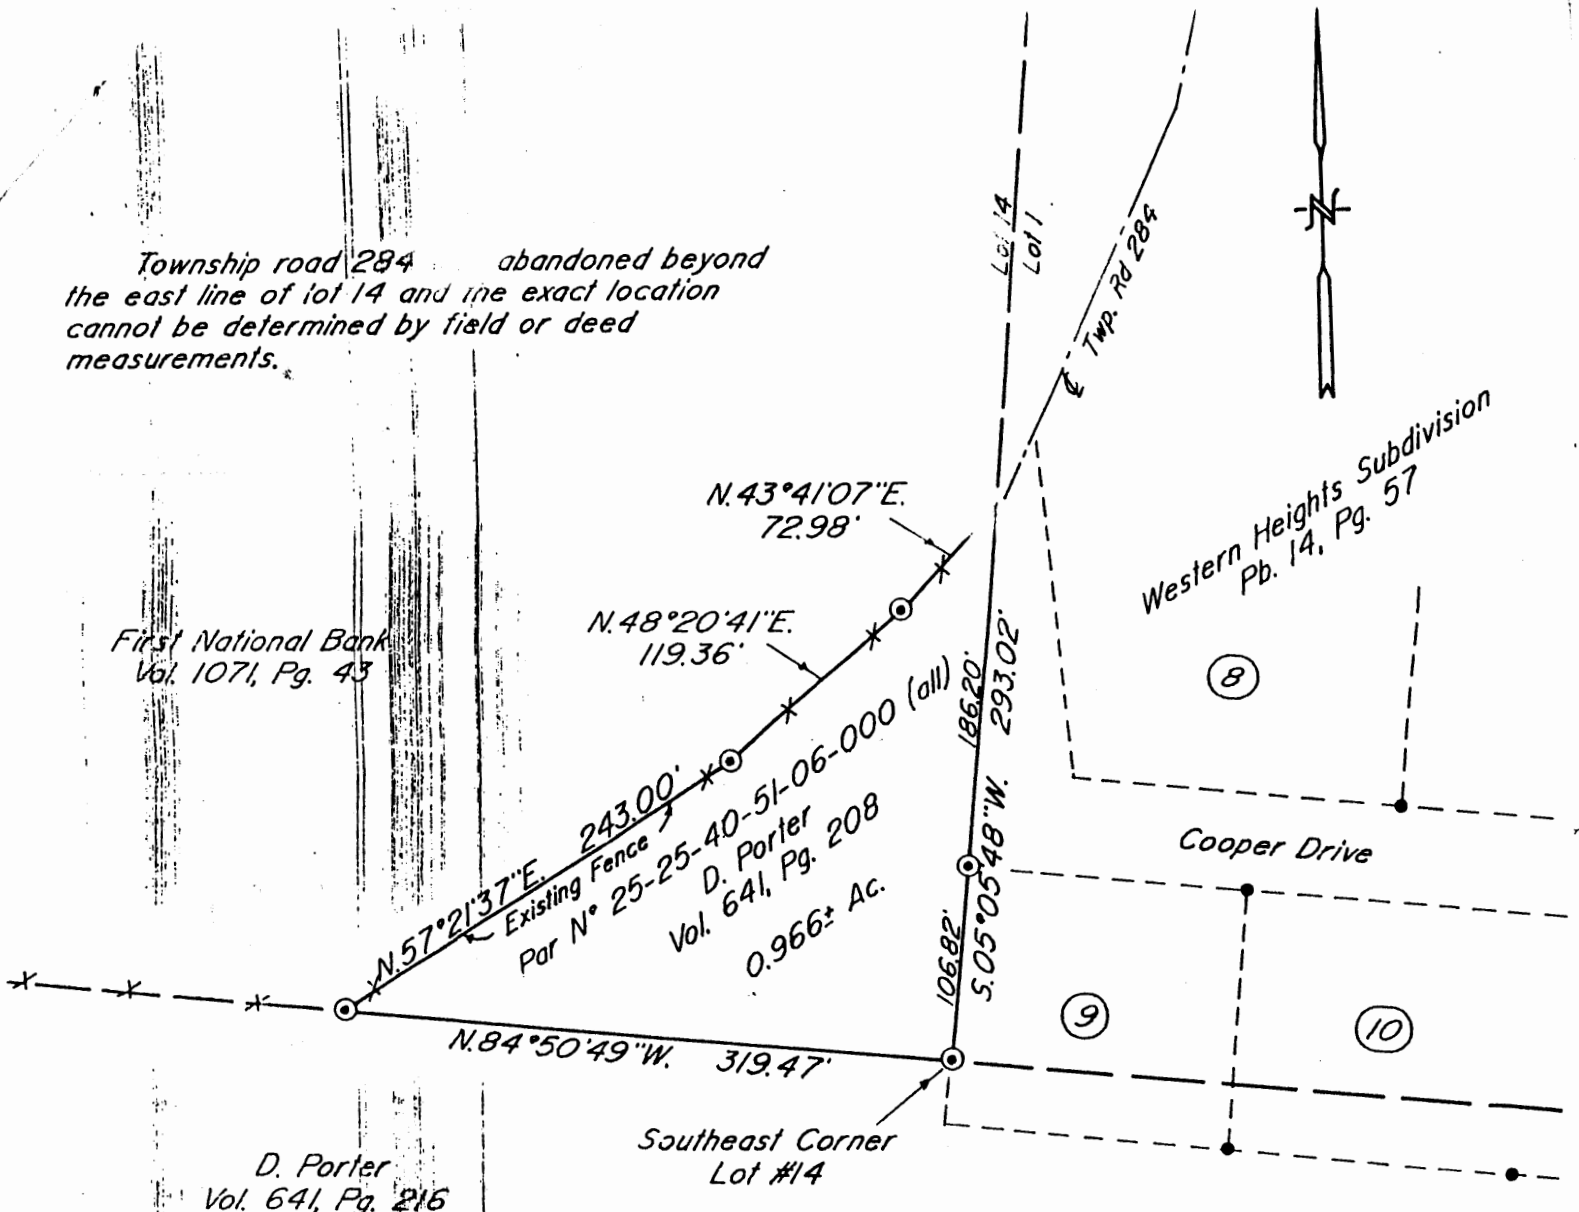 Township road 284 abandoned beyond
the east line of lot 14 and the exact location
cannot be determined by field or deed
measurements.
N
Lot 14
Lot 1
℄ Twp. Rd 284
Western Heights Subdivision
Pb. 14, Pg. 57
N.43°41'07"E.
72.98'
N.48°20'41"E.
119.36'
First National Bank
Vol. 1071, Pg. 43
8
186.20'
293.02'
S.05°05'48"W.
106.82'
N.57°21'37"E. 243.00'
Existing Fence
Par Nº 25-25-40-51-06-000 (all)
D. Porter
Vol. 641, Pg. 208
0.966± Ac.
Cooper Drive
9
10
N.84°50'49"W. 319.47'
Southeast Corner
Lot #14
D. Porter
Vol. 641, Pg. 216